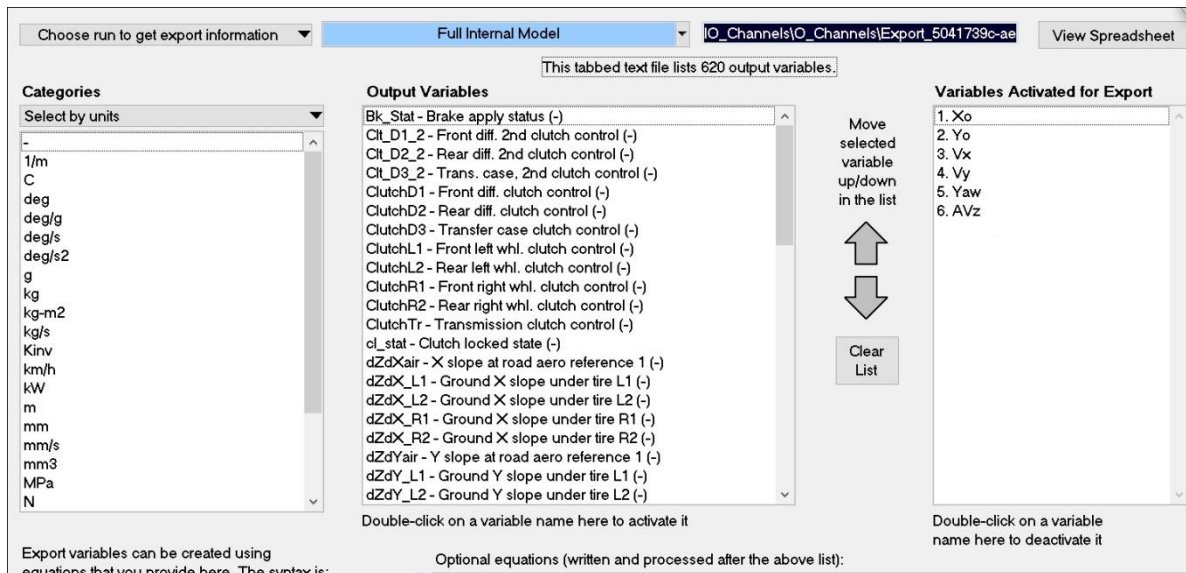 Choose run to get export information
Full Internal Model
IO_Channels\O_Channels\Export_5041739c-ae
View Spreadsheet
This tabbed text file lists 620 output variables.
Categories
Select by units
-
1/m
C
deg
deg/g
deg/s
deg/s2
g
kg
kg-m2
kg/s
Kinv
km/h
kW
m
mm
mm/s
mm3
MPa
N
Output Variables
Bk_Stat - Brake apply status (-)
Clt_D1_2 - Front diff. 2nd clutch control (-)
Clt_D2_2 - Rear diff. 2nd clutch control (-)
Clt_D3_2 - Trans. case, 2nd clutch control (-)
ClutchD1 - Front diff. clutch control (-)
ClutchD2 - Rear diff. clutch control (-)
ClutchD3 - Transfer case clutch control (-)
ClutchL1 - Front left whl. clutch control (-)
ClutchL2 - Rear left whl. clutch control (-)
ClutchR1 - Front right whl. clutch control (-)
ClutchR2 - Rear right whl. clutch control (-)
ClutchTr - Transmission clutch control (-)
cl_stat - Clutch locked state (-)
dZdXair - X slope at road aero reference 1 (-)
dZdX_L1 - Ground X slope under tire L1 (-)
dZdX_L2 - Ground X slope under tire L2 (-)
dZdX_R1 - Ground X slope under tire R1 (-)
dZdX_R2 - Ground X slope under tire R2 (-)
dZdYair - Y slope at road aero reference 1 (-)
dZdY_L1 - Ground Y slope under tire L1 (-)
dZdY_L2 - Ground Y slope under tire L2 (-)
Double-click on a variable name here to activate it
Move
selected
variable
up/down
in the list
Clear
List
Variables Activated for Export
1. Xo
2. Yo
3. Vx
4. Vy
5. Yaw
6. AVz
Double-click on a variable
name here to deactivate it
Export variables can be created using
equations that you provide here. The syntax is:
Optional equations (written and processed after the above list):